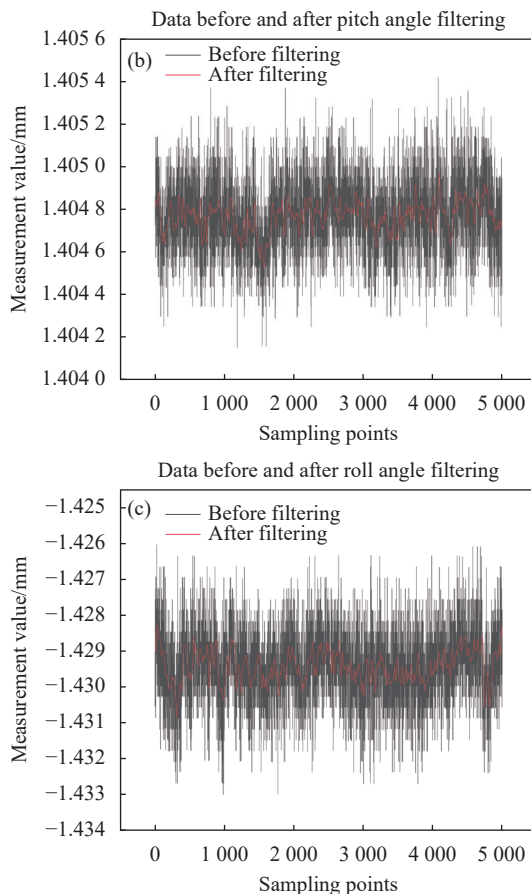 Data before and after pitch angle filtering
1.405 6
(b)
Before filtering
1.405 4
After filtering
1.405 2
1.405 0
1.404 8
1.404 6
1.404 4
1.404 2
1.404 0
Measurement value/mm
0 1 000 2 000 3 000 4 000 5 000
Sampling points
Data before and after roll angle filtering
−1.425
(c)
Before filtering
−1.426
After filtering
−1.427
−1.428
−1.429
−1.430
−1.431
−1.432
−1.433
−1.434
Measurement value/mm
0 1 000 2 000 3 000 4 000 5 000
Sampling points